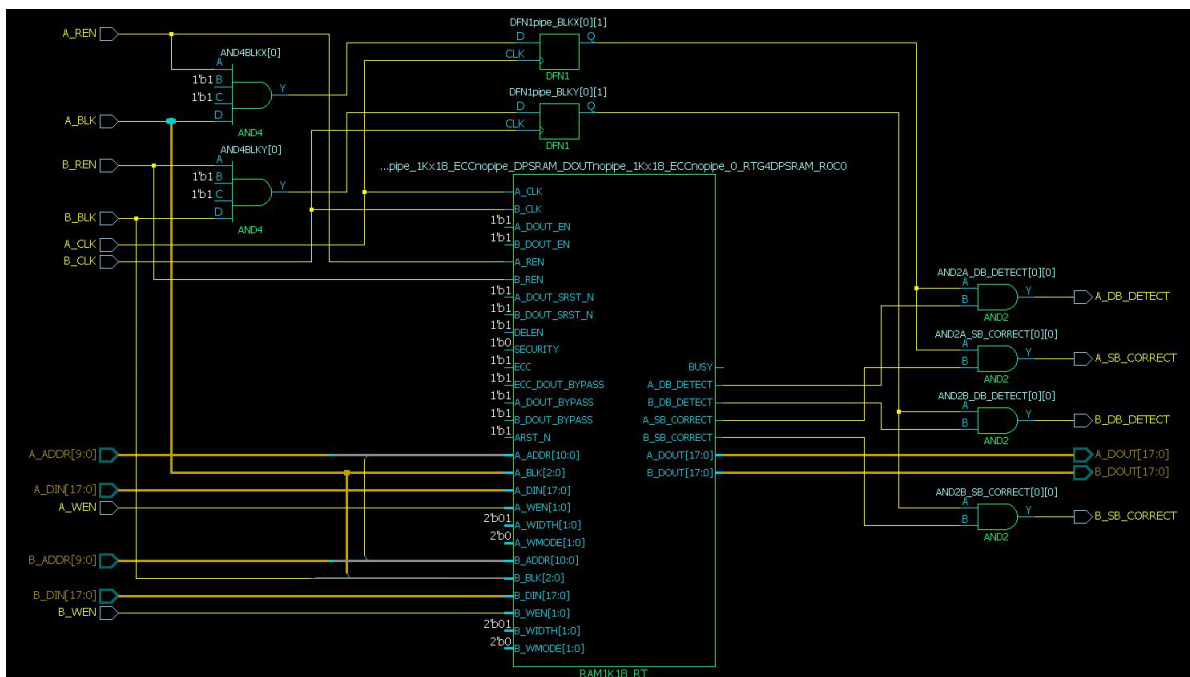 DFN1pipe_BLKX[0][1]
A_REN
D
Q
AND4BLKX[0]
CLK
A
1'b1
B
DFN1
1'b1
C
Y
DFN1pipe_BLKY[0][1]
D
Q
A_BLK
D
CLK
AND4
DFN1
AND4BLKY[0]
B_REN
A
...pipe_1Kx18_ECCnopipe_DPSRAM_DOUTnopipe_1Kx18_ECCnopipe_0_RTG4DPSRAM_R0C0
1'b1
B
Y
1'b1
C
A_CLK
D
B_CLK
B_BLK
1'b1
A_DOUT_EN
AND4
A_CLK
1'b1
B_DOUT_EN
B_CLK
A_REN
B_REN
AND2A_DB_DETECT[0][0]
1'b1
A_DOUT_SRST_N
A
Y
A_DB_DETECT
1'b1
B_DOUT_SRST_N
B
AND2
1'b1
DELEN
AND2A_SB_CORRECT[0][0]
1'b0
SECURITY
A
Y
A_SB_CORRECT
1'b1
ECC
BUSY
B
AND2
1'b1
ECC_DOUT_BYPASS
A_DB_DETECT
AND2B_DB_DETECT[0][0]
1'b1
A_DOUT_BYPASS
B_DB_DETECT
A
Y
B_DB_DETECT
1'b1
B_DOUT_BYPASS
A_SB_CORRECT
B
1'b1
ARST_N
B_SB_CORRECT
AND2
A_ADDR[9:0]
A_ADDR[10:0]
A_DOUT[17:0]
A_DOUT[17:0]
A_BLK[2:0]
B_DOUT[17:0]
B_DOUT[17:0]
A_DIN[17:0]
A_DIN[17:0]
AND2B_SB_CORRECT[0][0]
A_WEN
A_WEN[1:0]
A
Y
B_SB_CORRECT
2'b01
A_WIDTH[1:0]
B
2'b0
A_WMODE[1:0]
AND2
B_ADDR[9:0]
B_ADDR[10:0]
B_BLK[2:0]
B_DIN[17:0]
B_DIN[17:0]
B_WEN
B_WEN[1:0]
2'b01
B_WIDTH[1:0]
2'b0
B_WMODE[1:0]
RAM1K18_RT